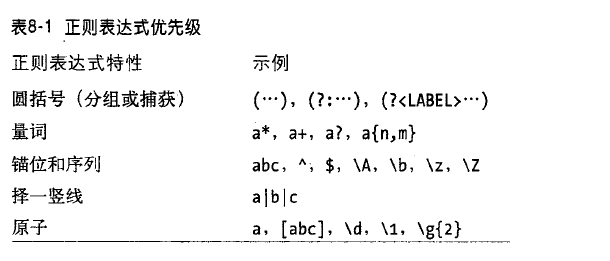 表8-1 正则表达式优先级
正则表达式特性 示例
圆括号（分组或捕获） (…), (?:…), (?<LABEL>…)
量词 a*, a+, a?, a{n,m}
锚位和序列 abc, ^, $, \A, \b, \z, \Z
择一竖线 a|b|c
原子 a, [abc], \d, \1, \g{2}